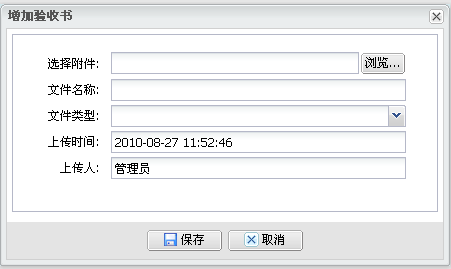 增加验收书
选择附件: 浏览...
文件名称:
文件类型:
上传时间: 2010-08-27 11:52:46
上传人: 管理员
保存 取消